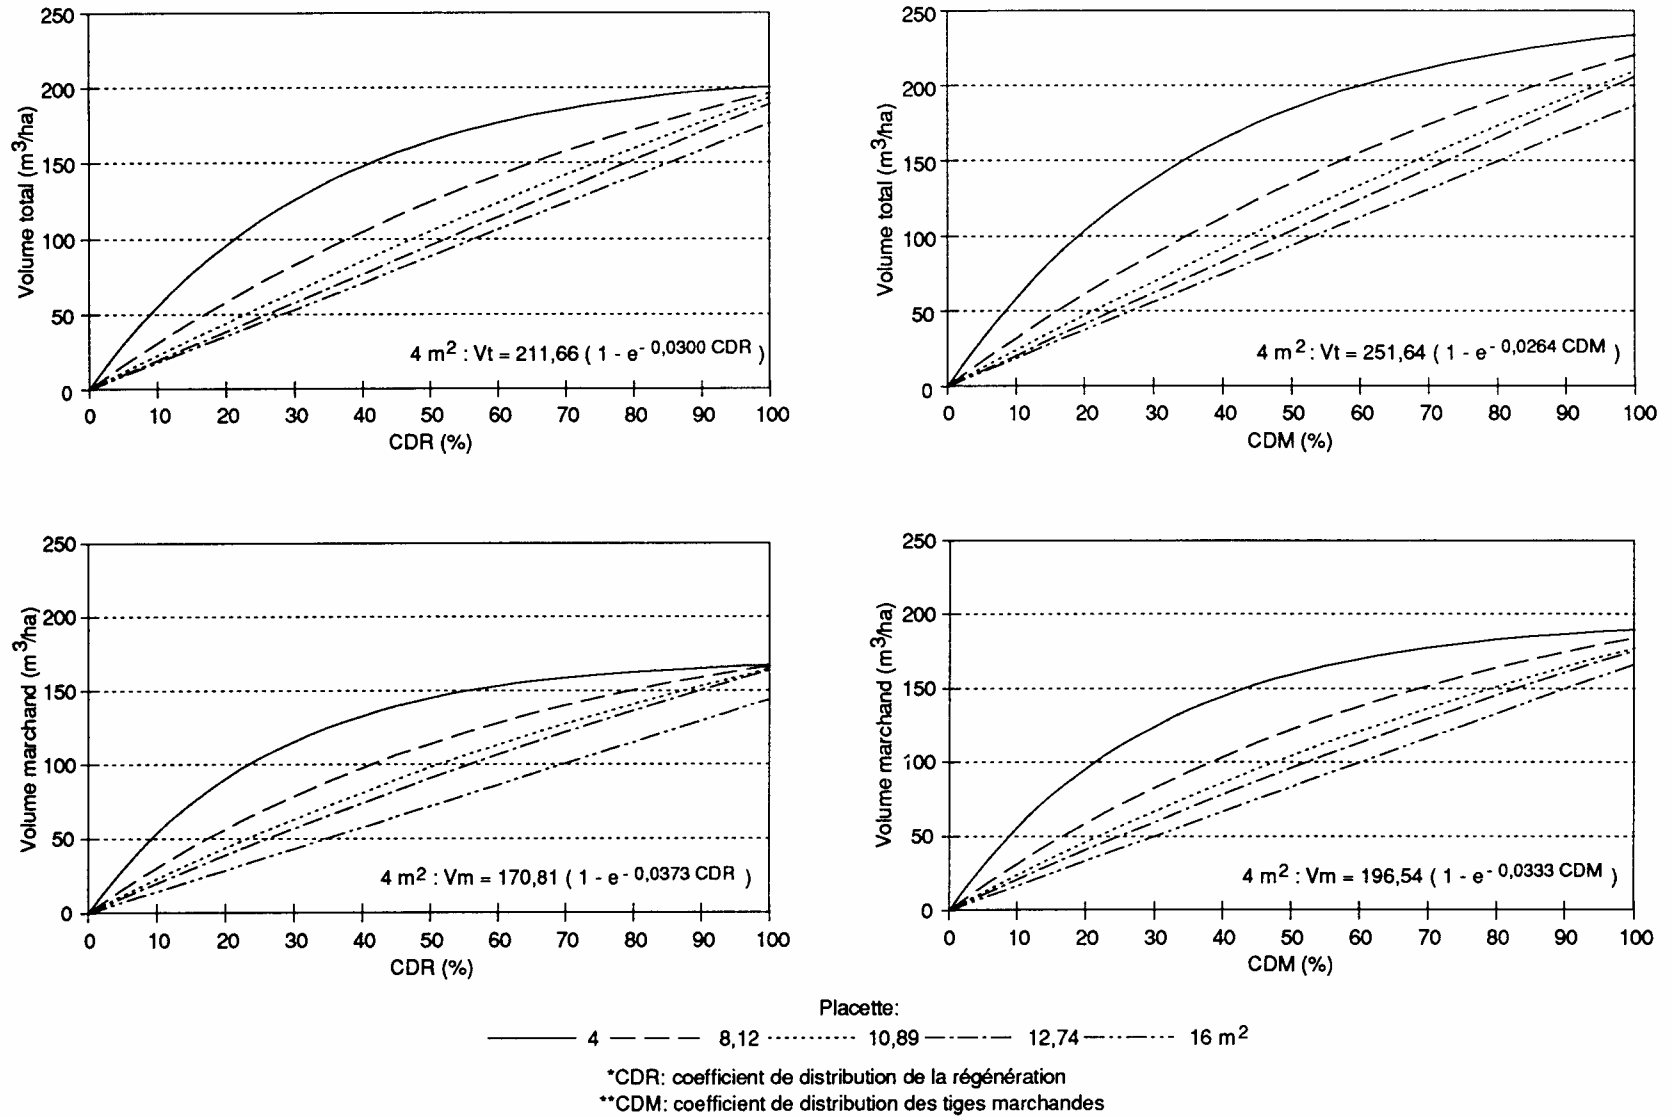 250
200
150
100
50
0
Volume total (m³/ha)
4 m² : Vt = 211,66 ( 1 - e^- 0,0300 CDR )
0 10 20 30 40 50 60 70 80 90 100
CDR (%)
250
200
150
100
50
0
Volume total (m³/ha)
4 m² : Vt = 251,64 ( 1 - e^- 0,0264 CDM )
0 10 20 30 40 50 60 70 80 90 100
CDM (%)
250
200
150
100
50
0
Volume marchand (m³/ha)
4 m² : Vm = 170,81 ( 1 - e^- 0,0373 CDR )
0 10 20 30 40 50 60 70 80 90 100
CDR (%)
250
200
150
100
50
0
Volume marchand (m³/ha)
4 m² : Vm = 196,54 ( 1 - e^- 0,0333 CDM )
0 10 20 30 40 50 60 70 80 90 100
CDM (%)
Placette:
4 8,12 10,89 12,74 16 m²
*CDR: coefficient de distribution de la régénération
**CDM: coefficient de distribution des tiges marchandes